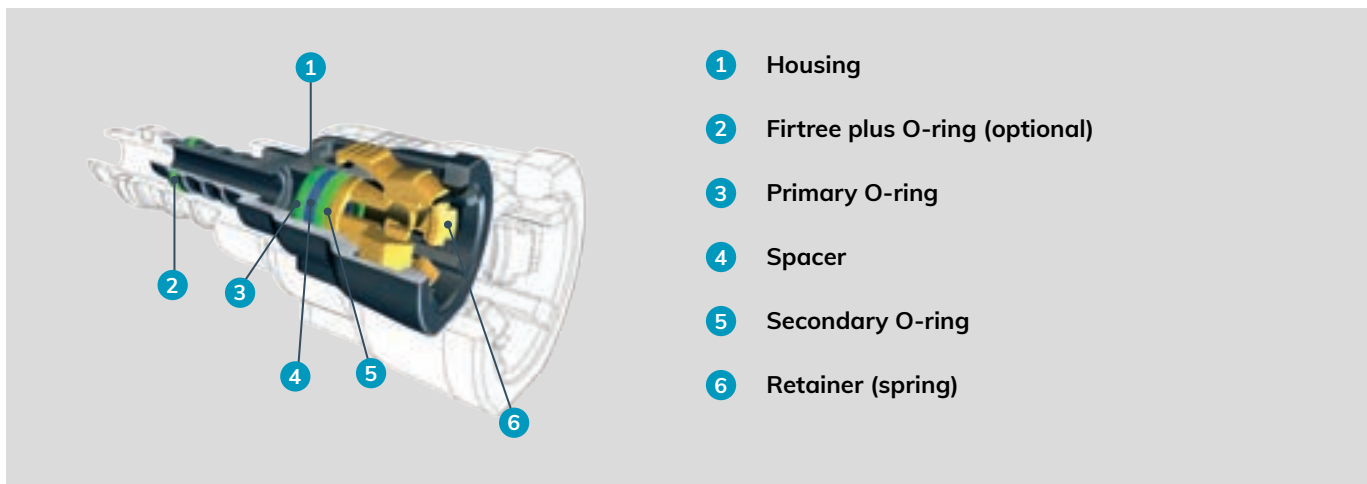 1 Housing
2 Firtree plus O-ring (optional)
3 Primary O-ring
4 Spacer
5 Secondary O-ring
6 Retainer (spring)
1
2
3
4
5
6